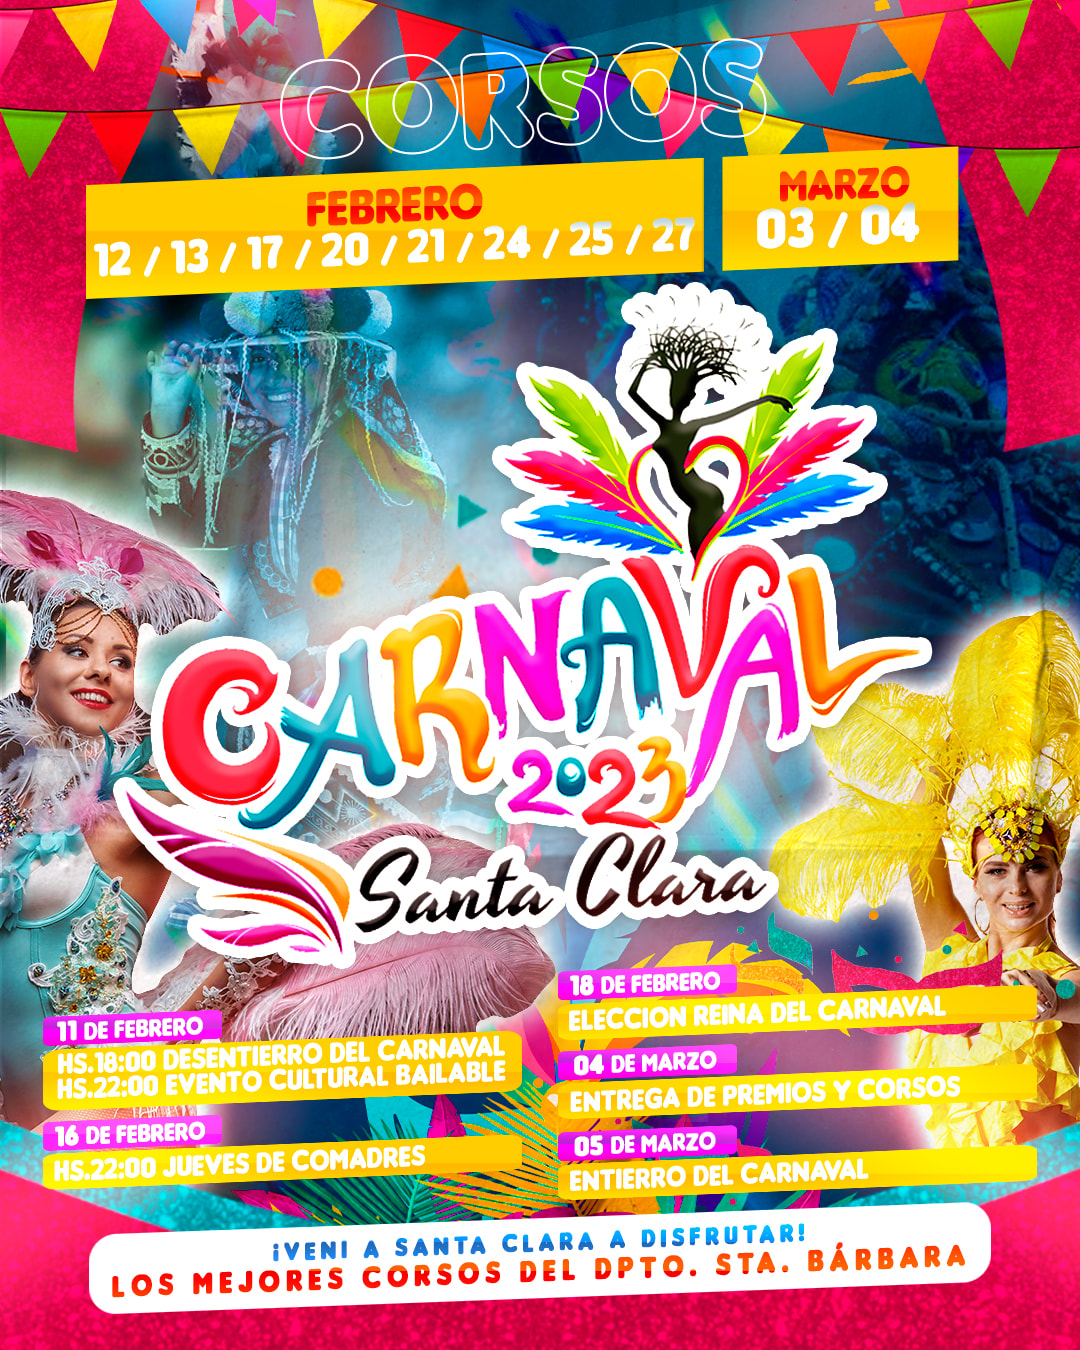 CORSOS
FEBRERO
12 / 13 / 17 / 20 / 21 / 24 / 25 / 27
MARZO
03 / 04
CARNAVAL
2023
Santa Clara
11 DE FEBRERO
HS.18:00 DESENTIERRO DEL CARNAVAL
HS.22:00 EVENTO CULTURAL BAILABLE
16 DE FEBRERO
HS.22:00 JUEVES DE COMADRES
18 DE FEBRERO
ELECCION REINA DEL CARNAVAL
04 DE MARZO
ENTREGA DE PREMIOS Y CORSOS
05 DE MARZO
ENTIERRO DEL CARNAVAL
¡VENI A SANTA CLARA A DISFRUTAR!
LOS MEJORES CORSOS DEL DPTO. STA. BÁRBARA